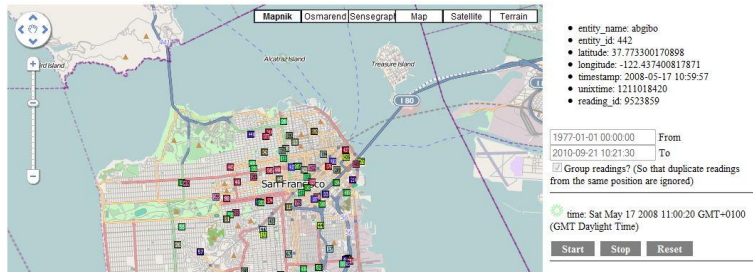 Mapnik Osmarend Sensegraph Map Satellite Terrain
rd Island
Alcatraz Island
Treasure Island
I 80
San Francisco
entity_name: abgibo
entity_id: 442
latitude: 37.773300170898
longitude: -122.437400817871
timestamp: 2008-05-17 10:59:57
unixtime: 1211018420
reading_id: 9523859
1977-01-01 00:00:00 From
2010-09-21 10:21:30 To
Group readings? (So that duplicate readings
from the same position are ignored)
time: Sat May 17 2008 11:00:20 GMT+0100
(GMT Daylight Time)
Start Stop Reset